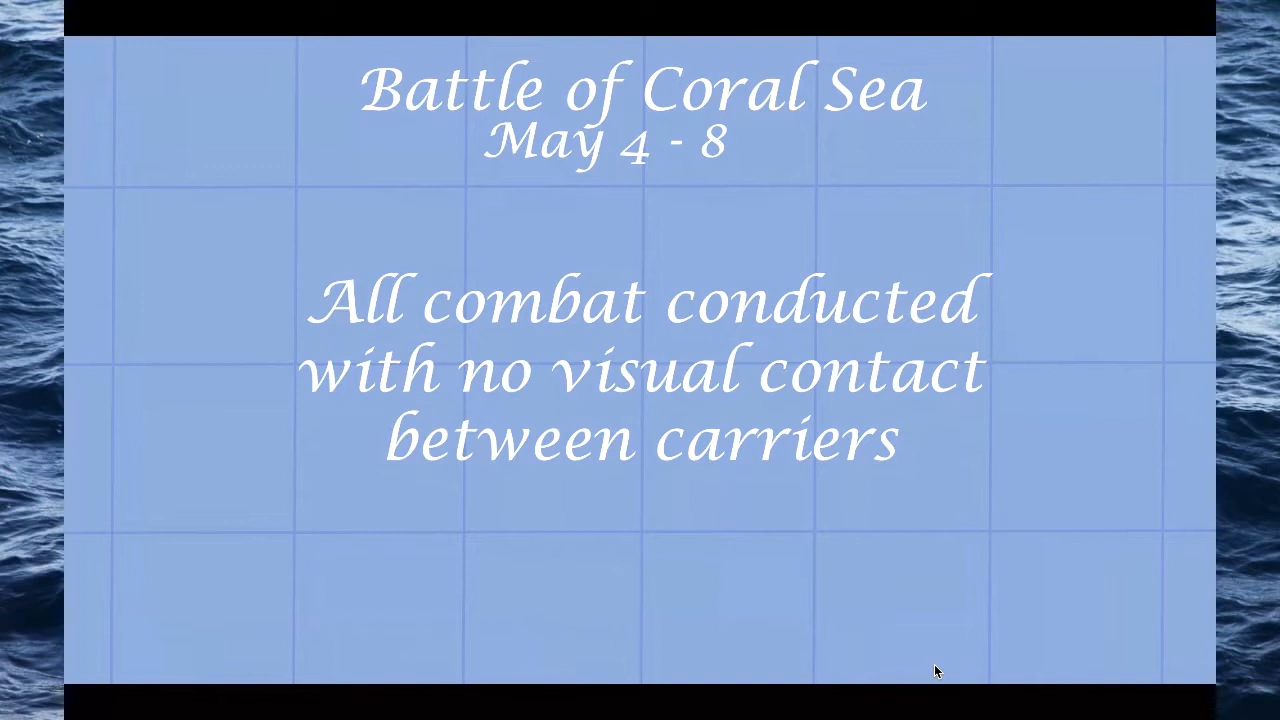 Battle of Coral Sea
May 4 - 8
All combat conducted
with no visual contact
between carriers